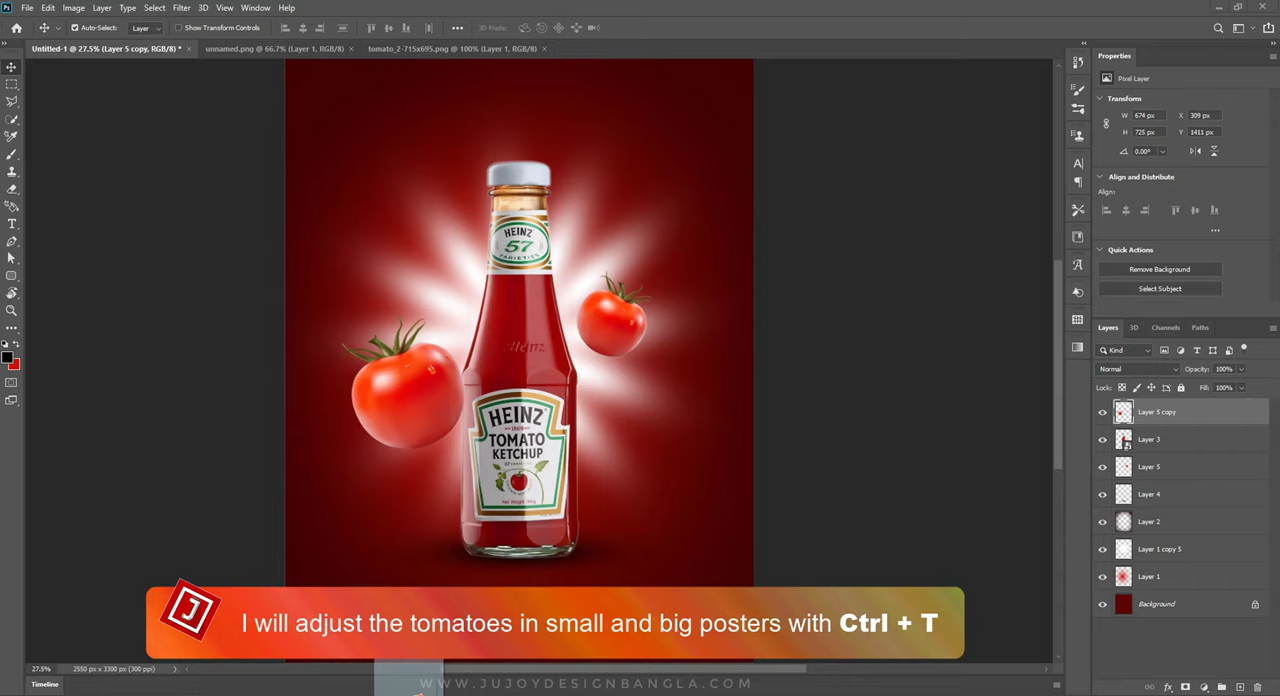 File Edit Image Layer Type Select Filter 3D View Window Help
Auto-Select: Layer Show Transform Controls 3D Mode:
Untitled-1 @ 27.5% (Layer 5 copy, RGB/8) * × unnamed.png @ 66.7% (Layer 1, RGB/8) × tomato_2-715x695.png @ 100% (Layer 1, RGB/8) ×
Properties
Pixel Layer
Transform
W 674 px X 309 px
H 725 px Y 1411 px
0.00°
Align and Distribute
Align:
Quick Actions
Remove Background
Select Subject
Layers 3D Channels Paths
Kind
Normal Opacity: 100%
Lock: Fill: 100%
Layer 5 copy
Layer 3
Layer 5
Layer 4
Layer 2
Layer 1 copy 5
Layer 1
Background
HEINZ
57
VARIETIES
Heinz
HEINZ
1869
TOMATO
KETCHUP
57 VARIETIES
J I will adjust the tomatoes in small and big posters with Ctrl + T
27.5% 2550 px x 3300 px (300 ppi)
Timeline
WWW.JUJOYDESIGNBANGLA.COM